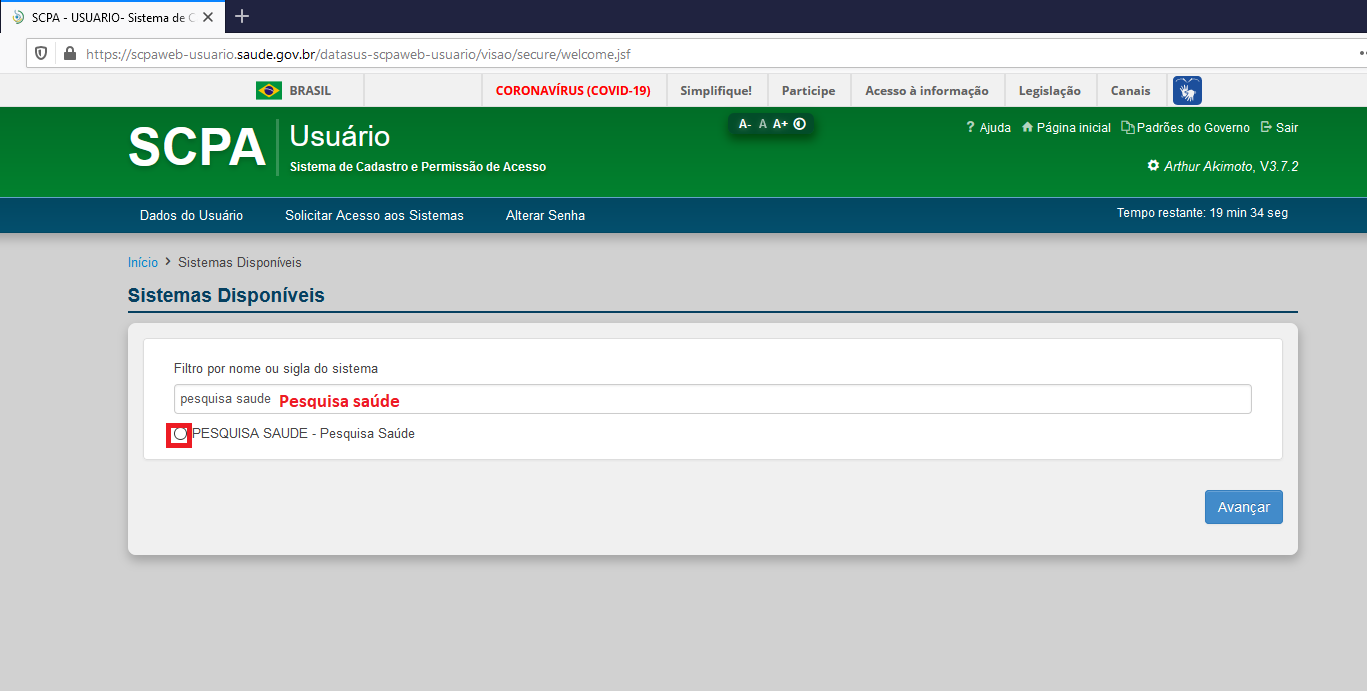 SCPA - USUARIO- Sistema de C
https://scpaweb-usuario.saude.gov.br/datasus-scpaweb-usuario/visao/secure/welcome.jsf
BRASIL CORONAVÍRUS (COVID-19) Simplifique! Participe Acesso à informação Legislação Canais
SCPA Usuário
Sistema de Cadastro e Permissão de Acesso
A- A A+
? Ajuda Página inicial Padrões do Governo Sair
Arthur Akimoto, V3.7.2
Dados do Usuário Solicitar Acesso aos Sistemas Alterar Senha Tempo restante: 19 min 34 seg
Início > Sistemas Disponíveis
Sistemas Disponíveis
Filtro por nome ou sigla do sistema
pesquisa saude Pesquisa saúde
PESQUISA SAUDE - Pesquisa Saúde
Avançar